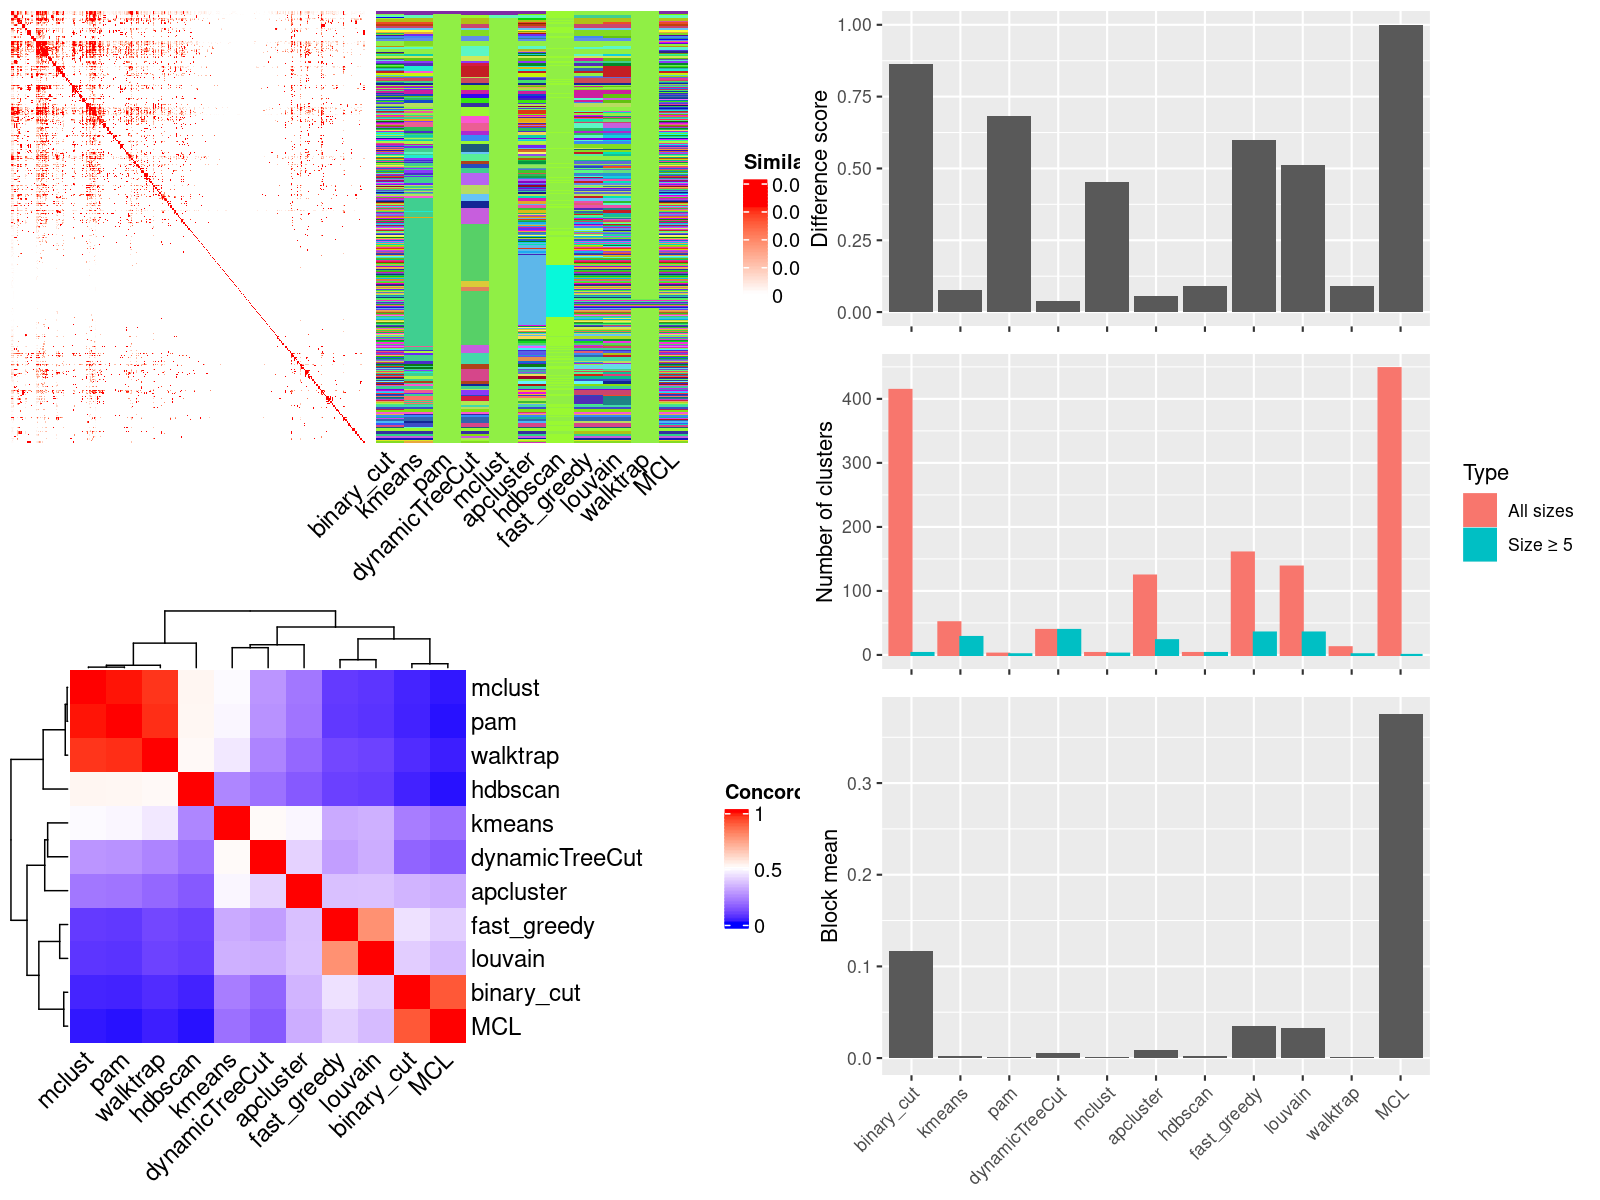 Simila
0.0
0.0
0.0
0.0
0
binary_cut
kmeans
pam
dynamicTreeCut
mclust
apcluster
hdbscan
fast_greedy
louvain
walktrap
MCL
mclust
pam
walktrap
hdbscan
kmeans
dynamicTreeCut
apcluster
fast_greedy
louvain
binary_cut
MCL
mclust
pam
walktrap
hdbscan
kmeans
dynamicTreeCut
apcluster
fast_greedy
louvain
binary_cut
MCL
Concord
1
0.5
0
Difference score
1.00
0.75
0.50
0.25
0.00
Number of clusters
400
300
200
100
0
Type
All sizes
Size ≥ 5
Block mean
0.3
0.2
0.1
0.0
binary_cut
kmeans
pam
dynamicTreeCut
mclust
apcluster
hdbscan
fast_greedy
louvain
walktrap
MCL